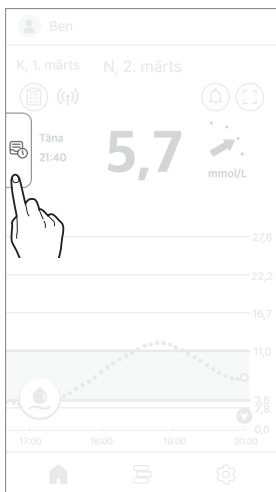 Ben
K, 1. märts N, 2. märts
Täna
21:40
5,7
mmol/L
27,8
22,2
16,7
11,0
3,8
2,8
0,0
17:00 18:00 19:00 20:00